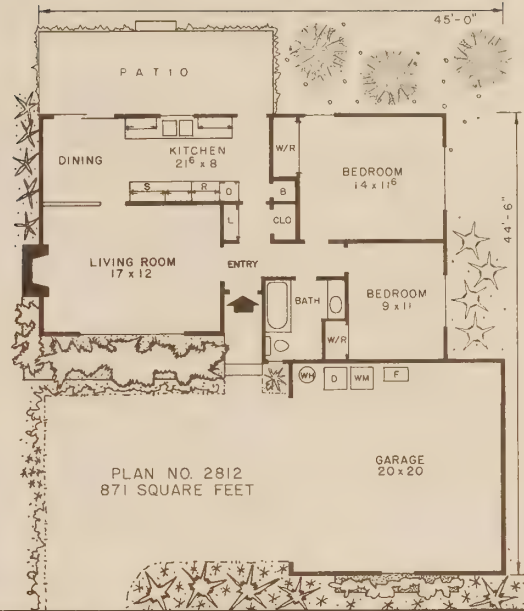 45'-0"
PATIO
KITCHEN
21⁶ x 8
DINING
W/R
BEDROOM
14 x 11⁶
S
R
O
B
L
CLO
44'-6"
LIVING ROOM
17 x 12
ENTRY
BATH
BEDROOM
9 x 11
W/R
WH
D
WM
F
GARAGE
20 x 20
PLAN NO. 2812
871 SQUARE FEET